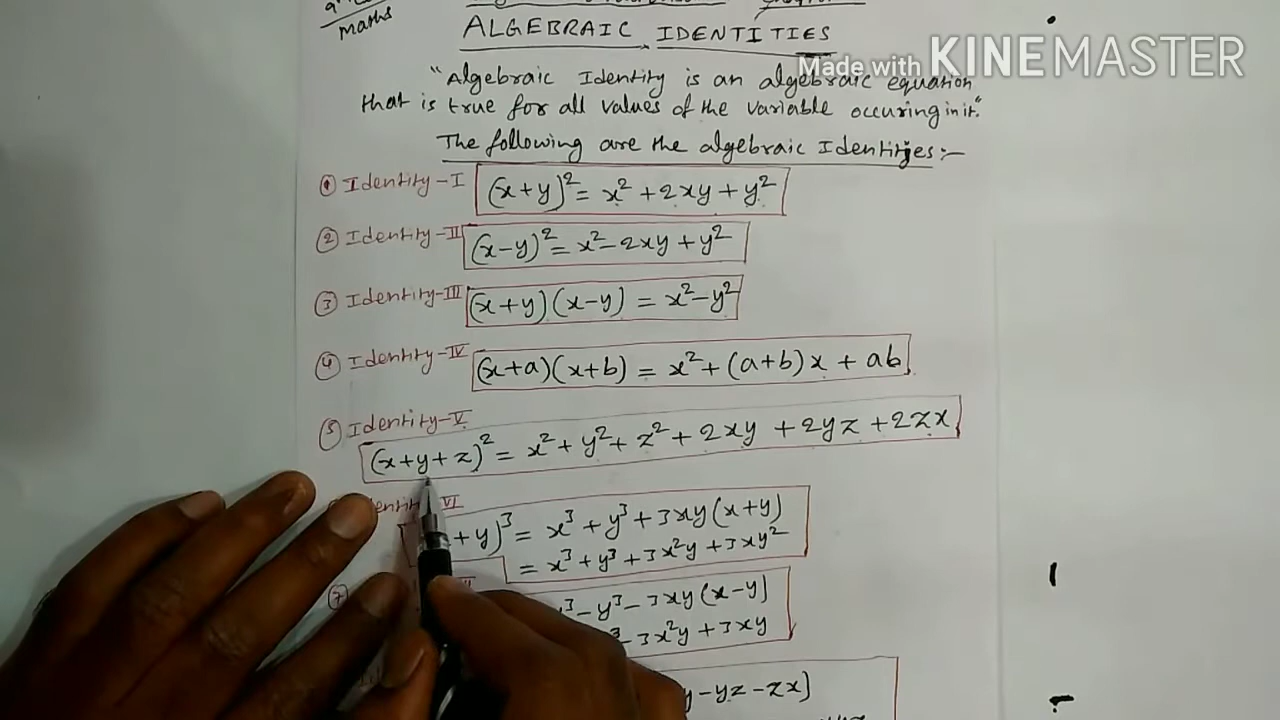 maths
ALGEBRAIC IDENTITIES
Made with KINEMASTER
"Algebraic Identity is an algebraic equation
that is true for all values of the variable occuring in it."
The following are the algebraic Identities:-
① Identity-I (x+y)² = x² + 2xy + y²
② Identity-II (x-y)² = x² - 2xy + y²
③ Identity-III (x+y)(x-y) = x² - y²
④ Identity-IV (x+a)(x+b) = x² + (a+b)x + ab
⑤ Identity-V
(x+y+z)² = x² + y² + z² + 2xy + 2yz + 2zx
VI
+y)³ = x³ + y³ + 3xy(x+y)
= x³ + y³ + 3x²y + 3xy²
⑦
³ - y³ - 3xy(x-y)
- 3x²y + 3xy
y - yz - zx]